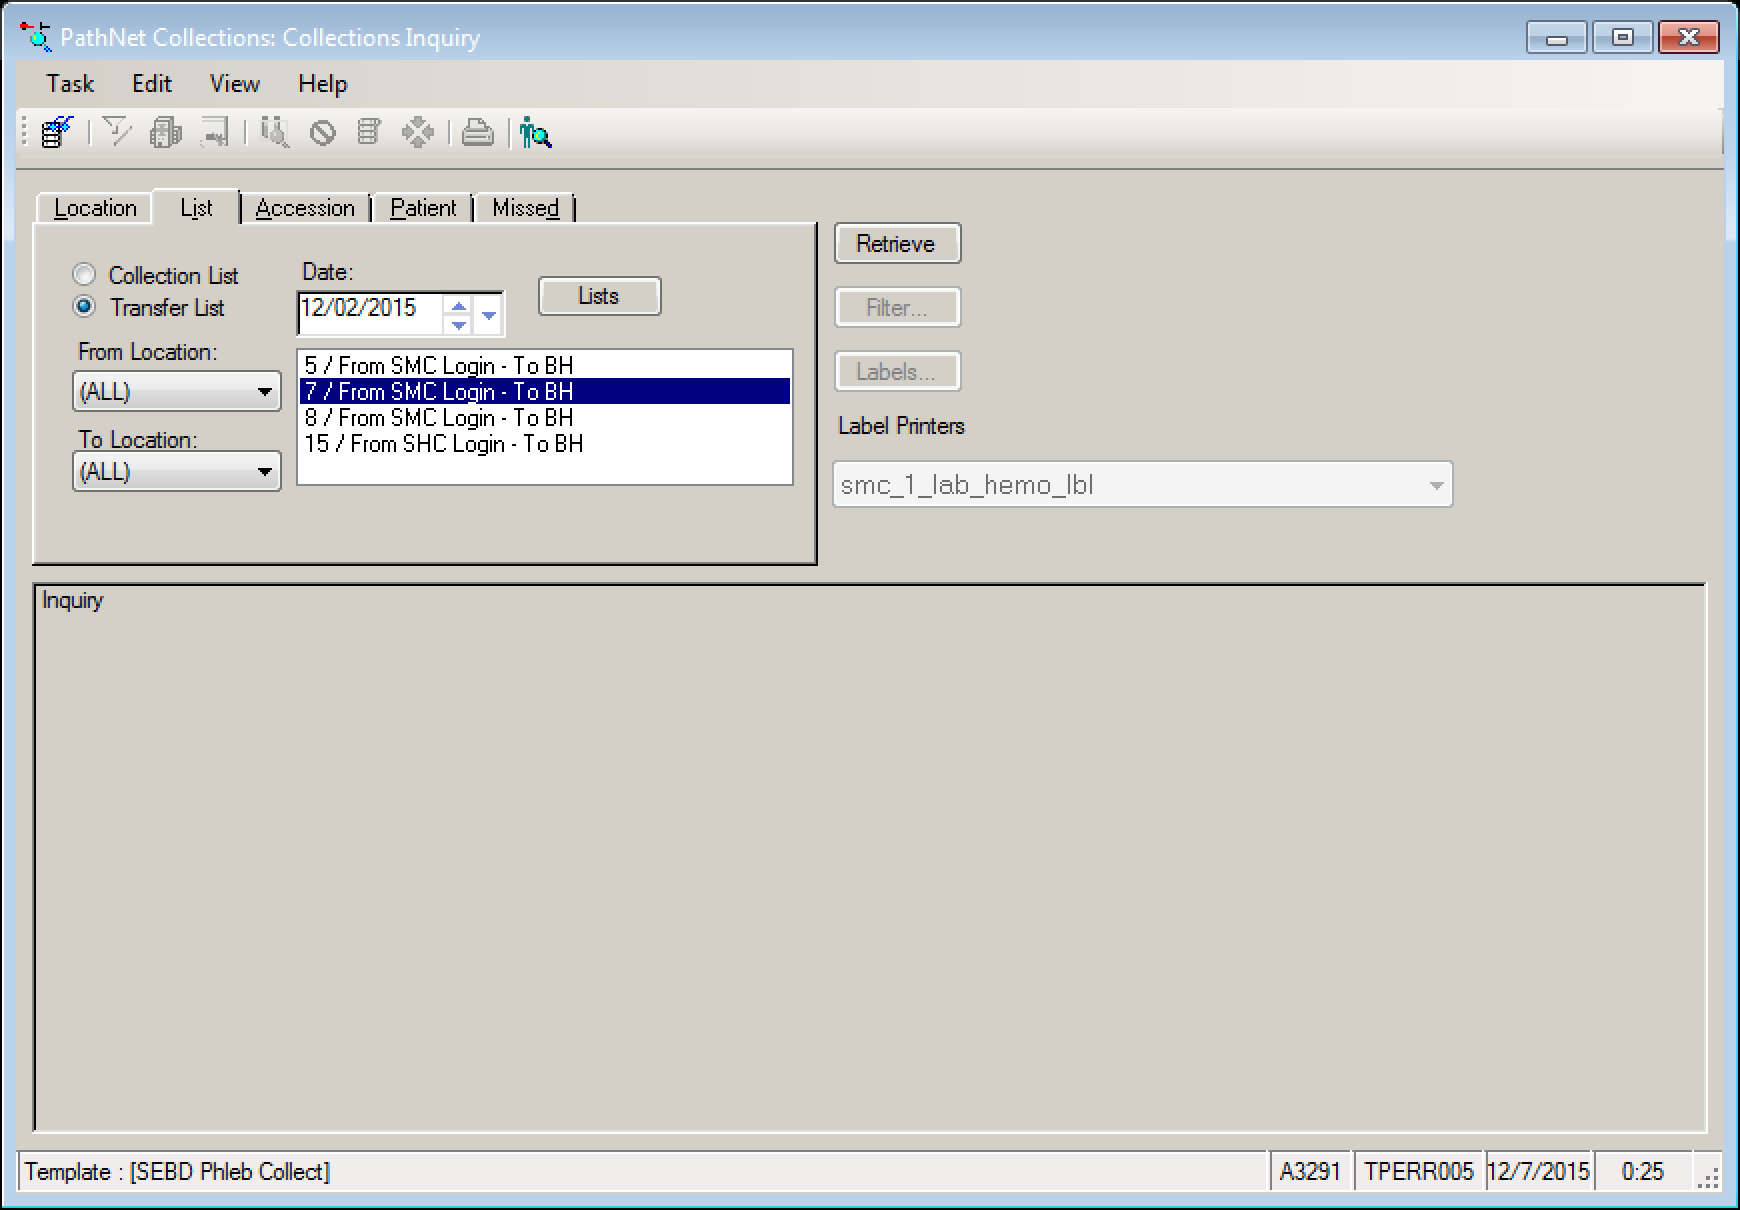 PathNet Collections: Collections Inquiry
Task Edit View Help
Location List Accession Patient Missed
Collection List
Transfer List
Date:
12/02/2015
Lists
From Location:
(ALL)
To Location:
(ALL)
5 / From SMC Login - To BH
7 / From SMC Login - To BH
8 / From SMC Login - To BH
15 / From SHC Login - To BH
Retrieve
Filter...
Labels...
Label Printers
smc_1_lab_hemo_lbl
Inquiry
Template : [SEBD Phleb Collect] A3291 TPERR005 12/7/2015 0:25